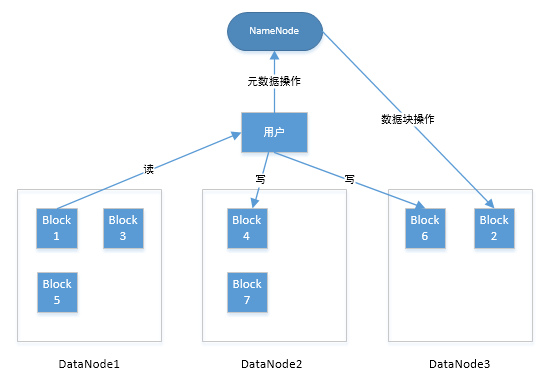 NameNode
元数据操作
用户
数据块操作
读
写
写
Block
1
Block
3
Block
4
Block
6
Block
2
Block
5
Block
7
DataNode1
DataNode2
DataNode3